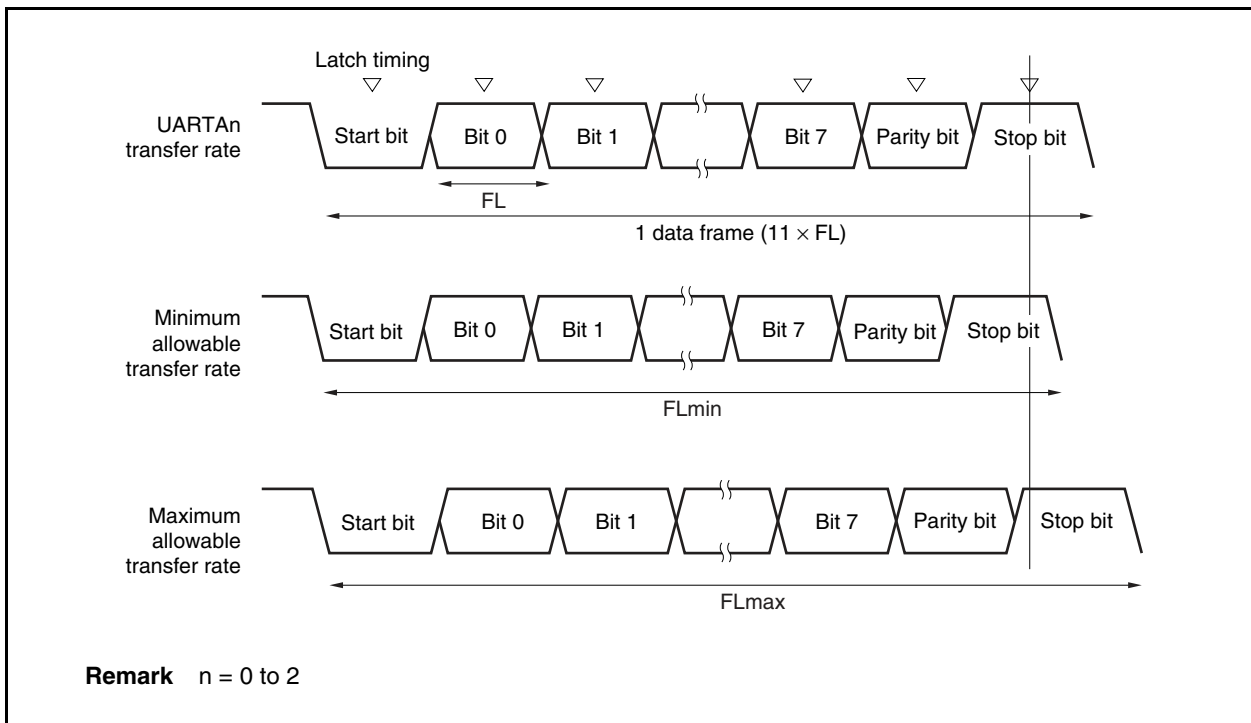 Latch timing
UARTAn
transfer rate
Start bit
Bit 0
Bit 1
Bit 7
Parity bit
Stop bit
FL
1 data frame (11 × FL)
Minimum
allowable
transfer rate
Start bit
Bit 0
Bit 1
Bit 7
Parity bit
Stop bit
FLmin
Maximum
allowable
transfer rate
Start bit
Bit 0
Bit 1
Bit 7
Parity bit
Stop bit
FLmax
Remark n = 0 to 2